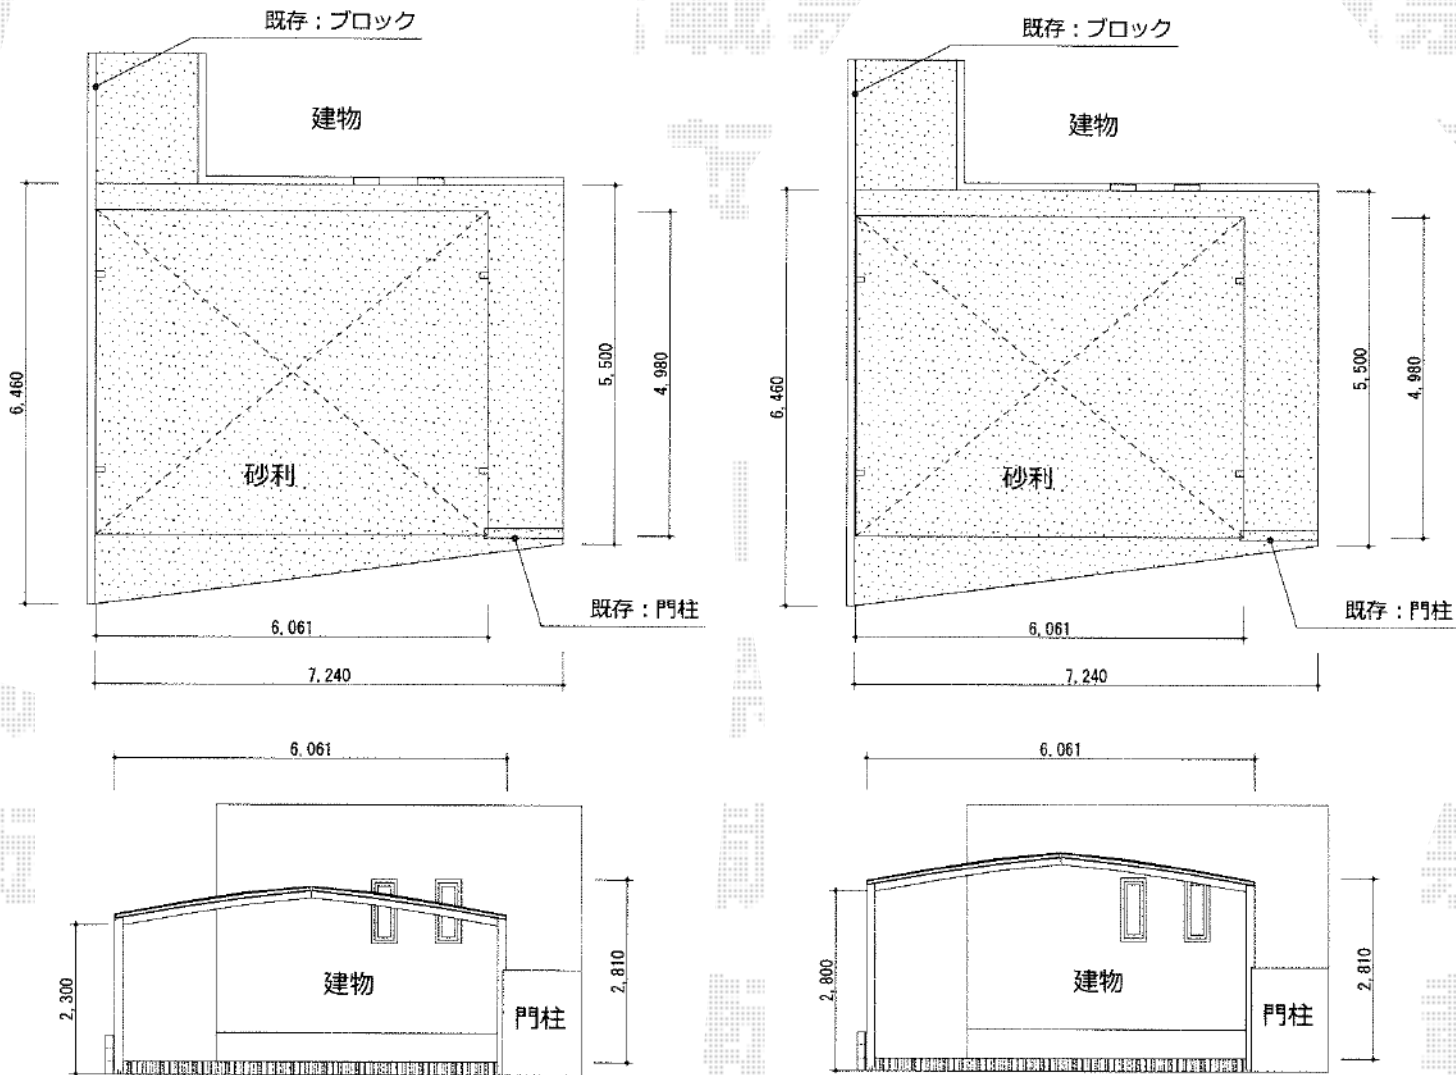 既存：ブロック
建物
6,460
5,500
4,980
砂利
既存：門柱
6,061
7,240
既存：ブロック
建物
6,460
5,500
4,980
砂利
既存：門柱
6,061
7,240
6,061
2,300
建物
門柱
2,810
6,061
2,800
建物
門柱
2,810